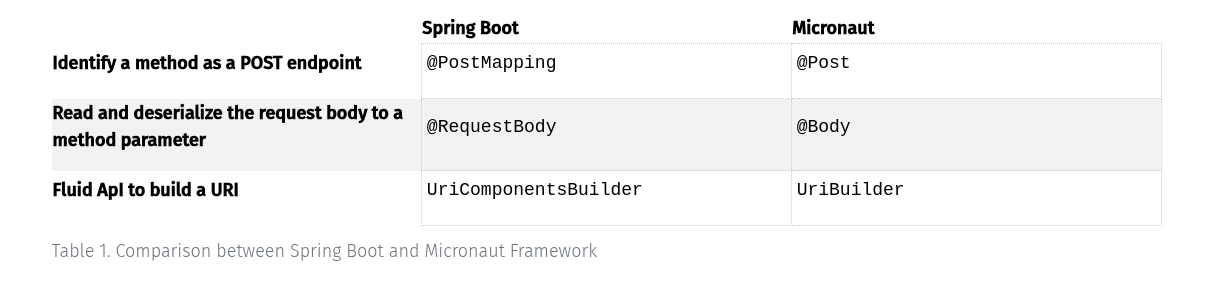 Spring Boot Micronaut
Identify a method as a POST endpoint @PostMapping @Post
Read and deserialize the request body to a
method parameter @RequestBody @Body
Fluid ApI to build a URI UriComponentsBuilder UriBuilder
Table 1. Comparison between Spring Boot and Micronaut Framework